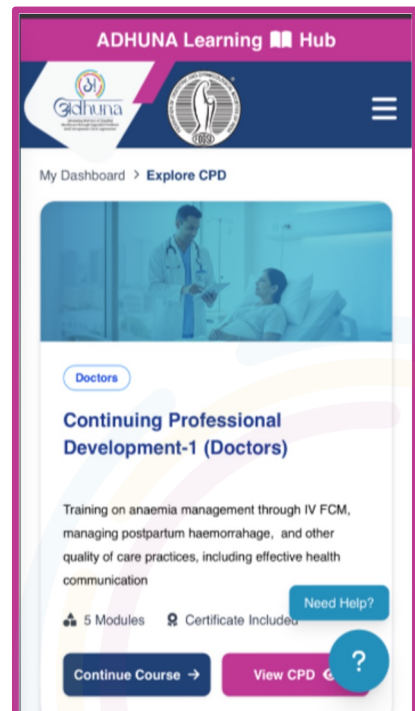 ADHUNA Learning Hub
Adhuna
FOGSI
My Dashboard > Explore CPD
Doctors
Continuing Professional
Development-1 (Doctors)
Training on anaemia management through IV FCM,
managing postpartum haemorrahage, and other
quality of care practices, including effective health
communication
Need Help?
5 Modules Certificate Included
Continue Course →
View CPD
?